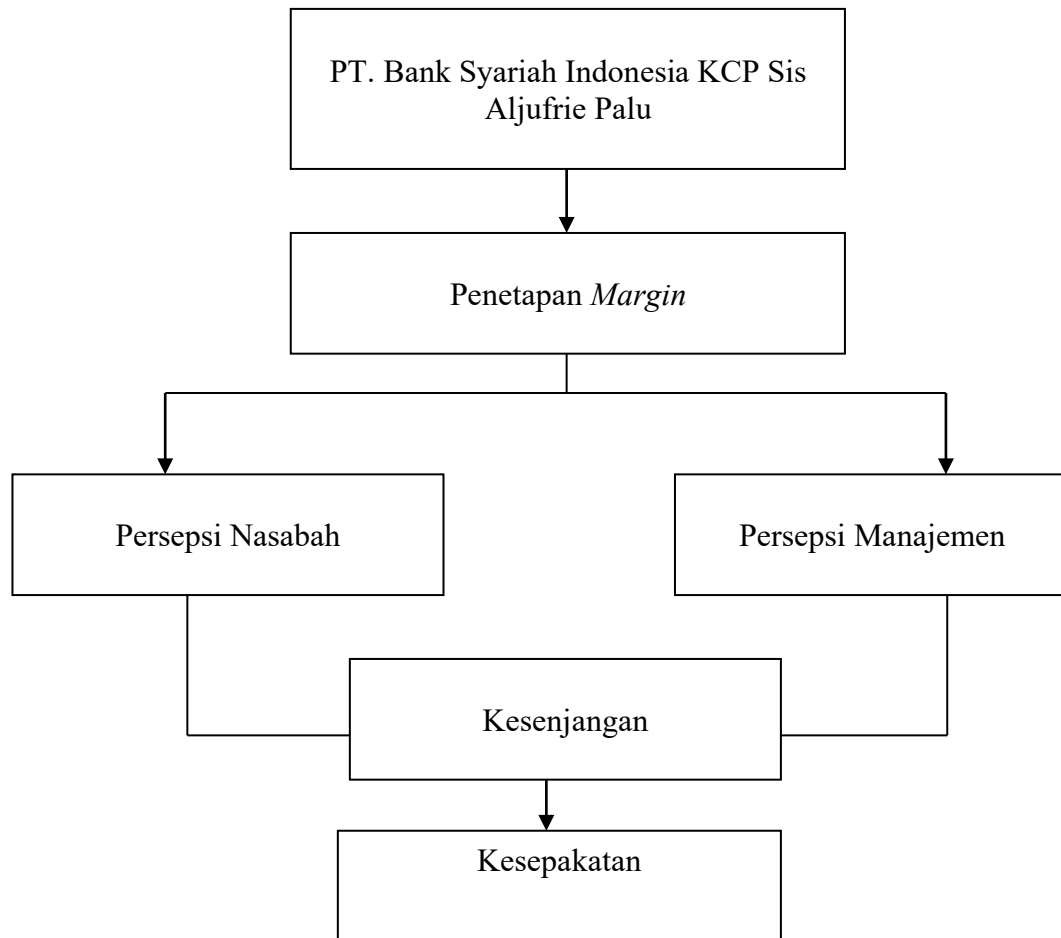 PT. Bank Syariah Indonesia KCP Sis
Aljufrie Palu
Penetapan Margin
Persepsi Nasabah
Persepsi Manajemen
Kesenjangan
Kesepakatan